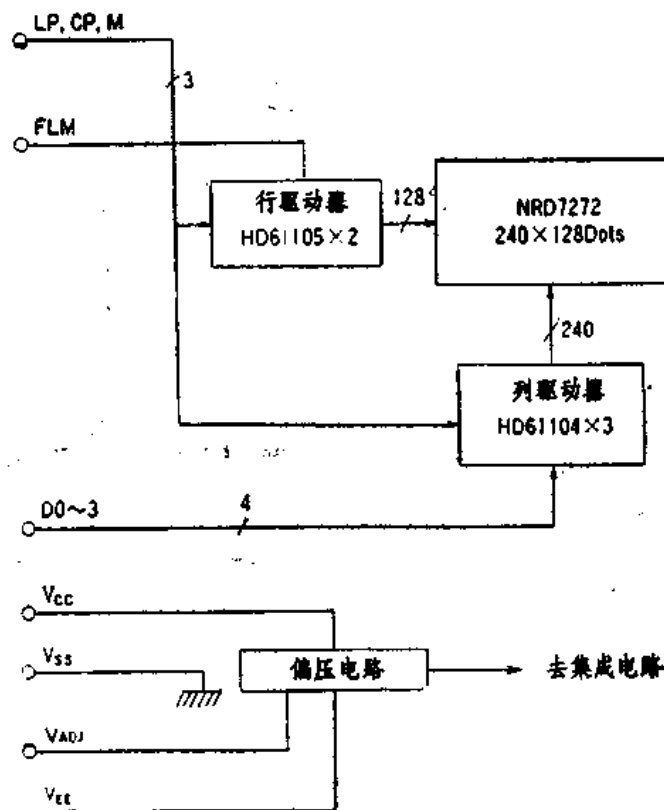 LP, CP, M
3
FLM
行驱动器
HD61105×2
128
NRD7272
240×128Dots
240
列驱动器
HD61104×3
D0～3
4
Vcc
Vss
偏压电路
去集成电路
VADJ
VEE